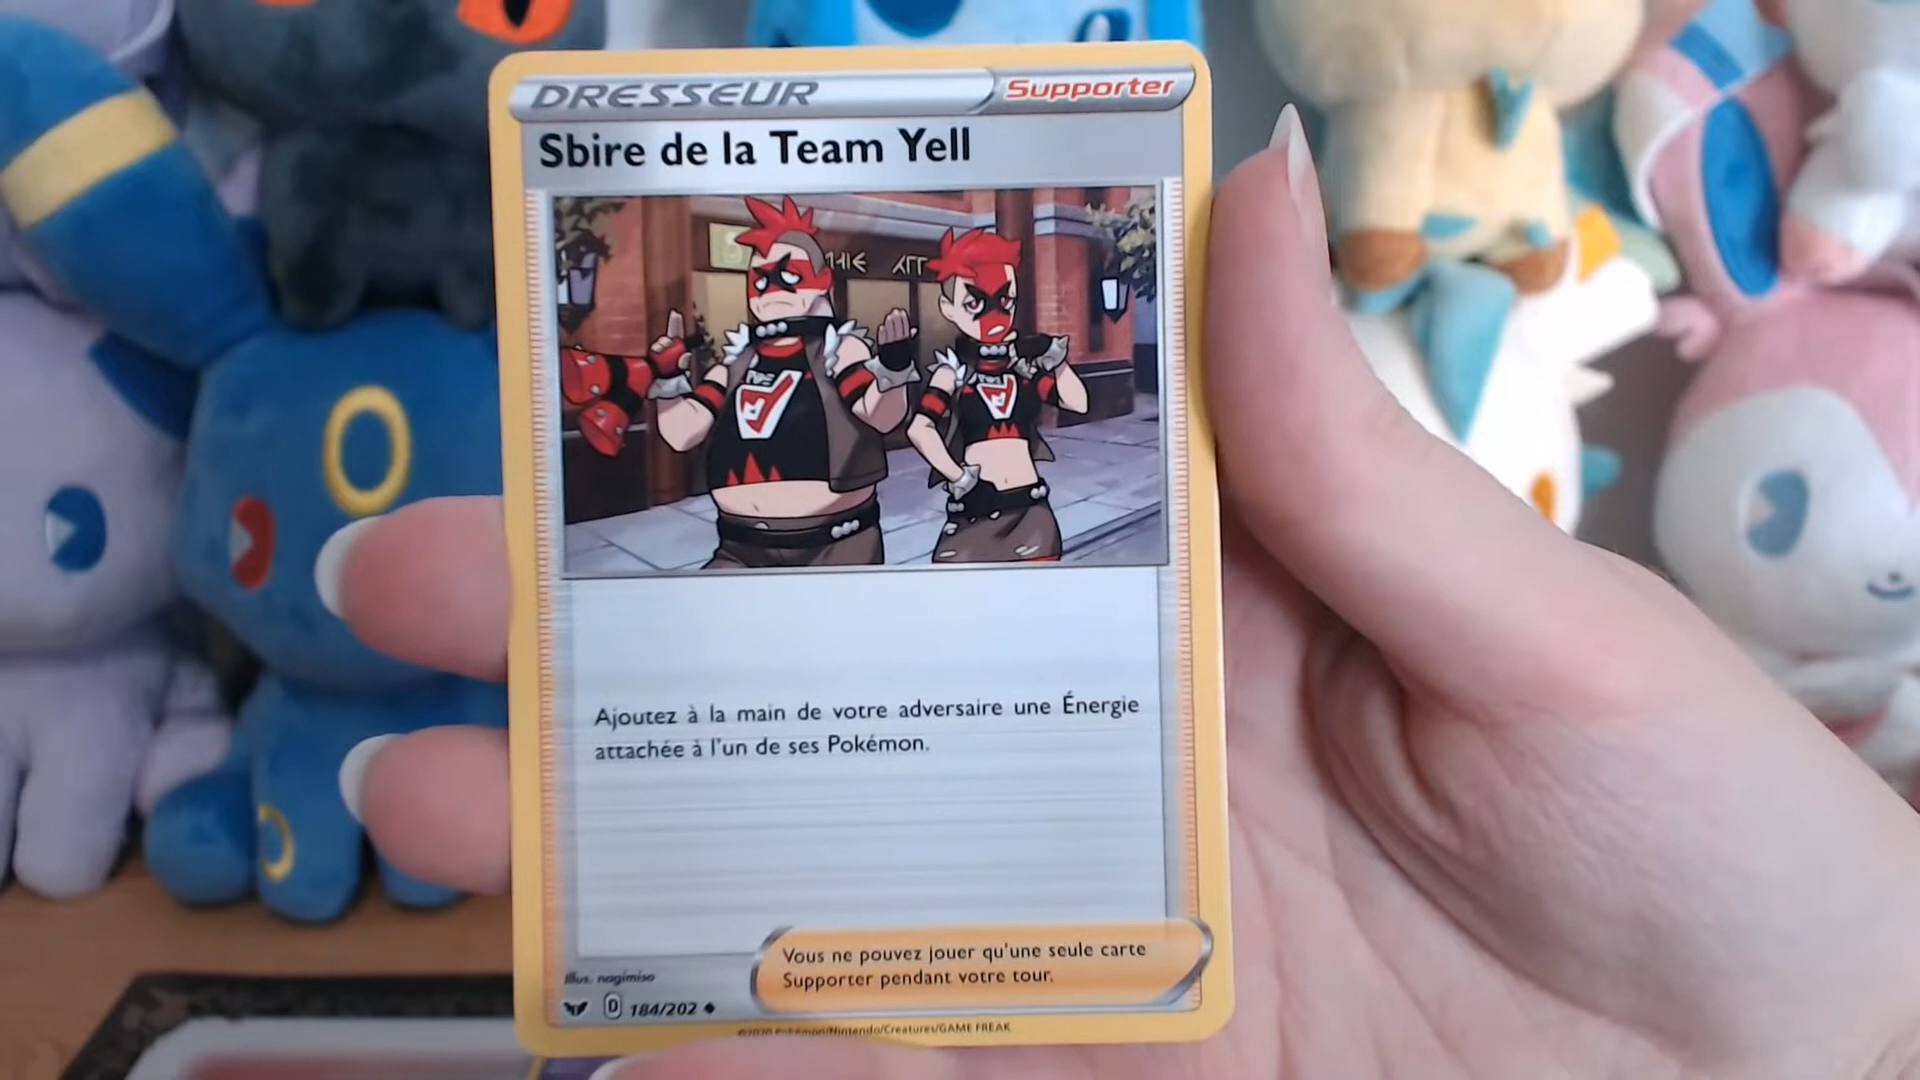 DRESSEUR Supporter
Sbire de la Team Yell
Ajoutez à la main de votre adversaire une Énergie
attachée à l'un de ses Pokémon.
Vous ne pouvez jouer qu'une seule carte
Supporter pendant votre tour.
Illus. nagimiso
D 184/202
©2020 Pokémon/Nintendo/Creatures/GAME FREAK